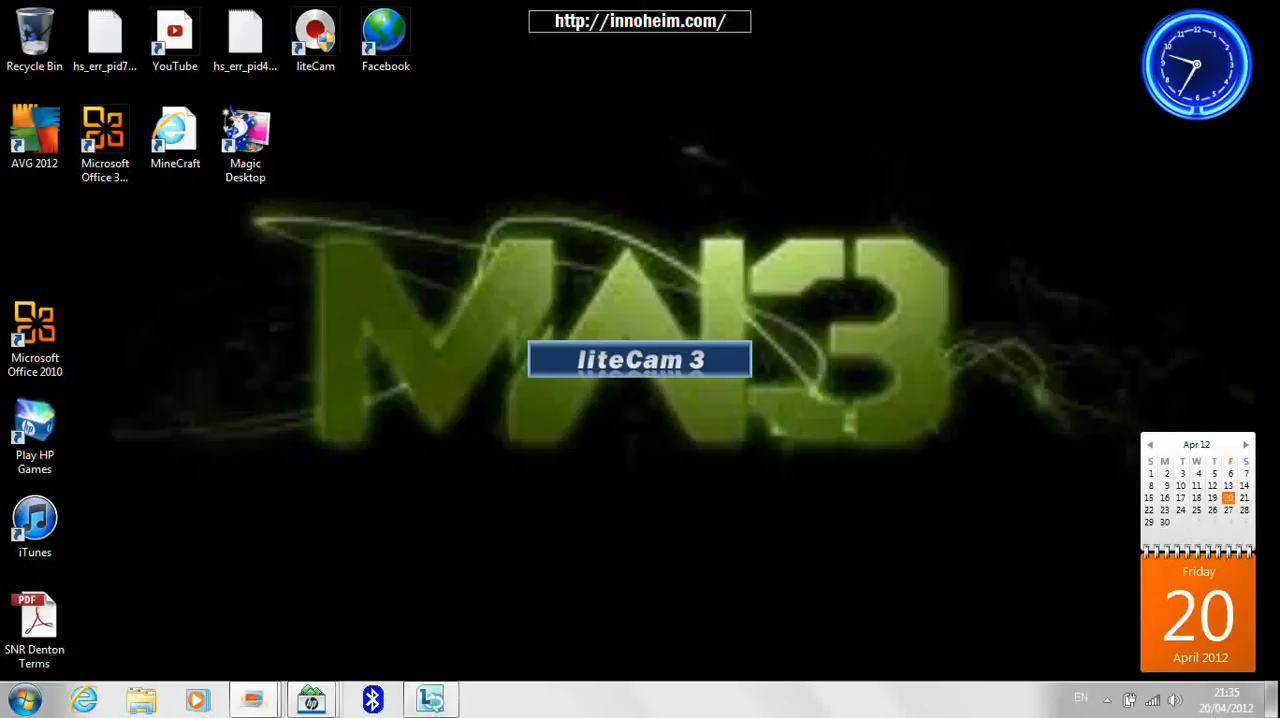 http://innoheim.com/
Recycle Bin
hs_err_pid7...
YouTube
hs_err_pid4...
liteCam
Facebook
AVG 2012
Microsoft
Office 3...
MineCraft
Magic
Desktop
MW3
liteCam 3
Microsoft
Office 2010
Play HP
Games
iTunes
PDF
SNR Denton
Terms
Apr 12
S M T W T F S
1 2 3 4 5 6 7
8 9 10 11 12 13 14
15 16 17 18 19 20 21
22 23 24 25 26 27 28
29 30
Friday
20
April 2012
EN
21:35
20/04/2012